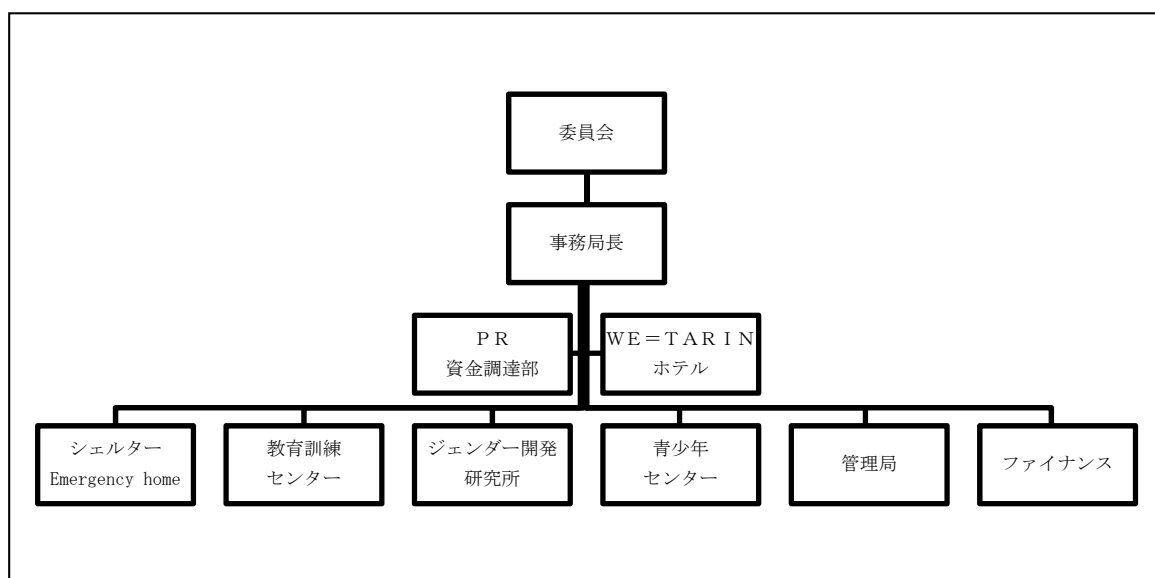 委員会
事務局長
ＰＲ
資金調達部
ＷＥ＝ＴＡＲＩＮ
ホテル
シェルター
Emergency home
教育訓練
センター
ジェンダー開発
研究所
青少年
センター
管理局
ファイナンス